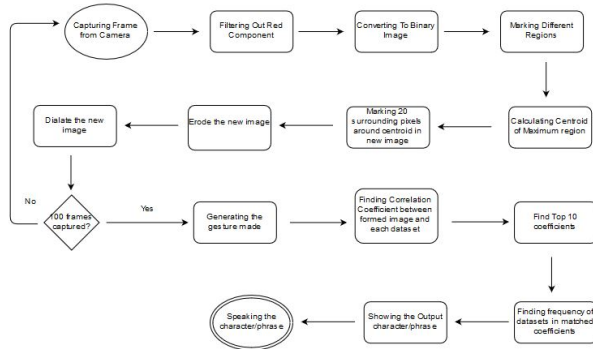 Capturing Frame
from Camera
Filtering Out Red
Component
Converting To Binary
Image
Marking Different
Regions
Calculating Centroid
of Maximum region
Marking 20
surrounding pixels
around centroid in
new image
Erode the new image
Dialate the new
image
100 frames
captured?
No
Yes
Generating the
gesture made
Finding Correlation
Coefficient between
formed image and
each dataset
Find Top 10
coefficients
Finding frequency of
datasets in matched
coefficients
Showing the Output
character/phrase
Speaking the
character/phrase